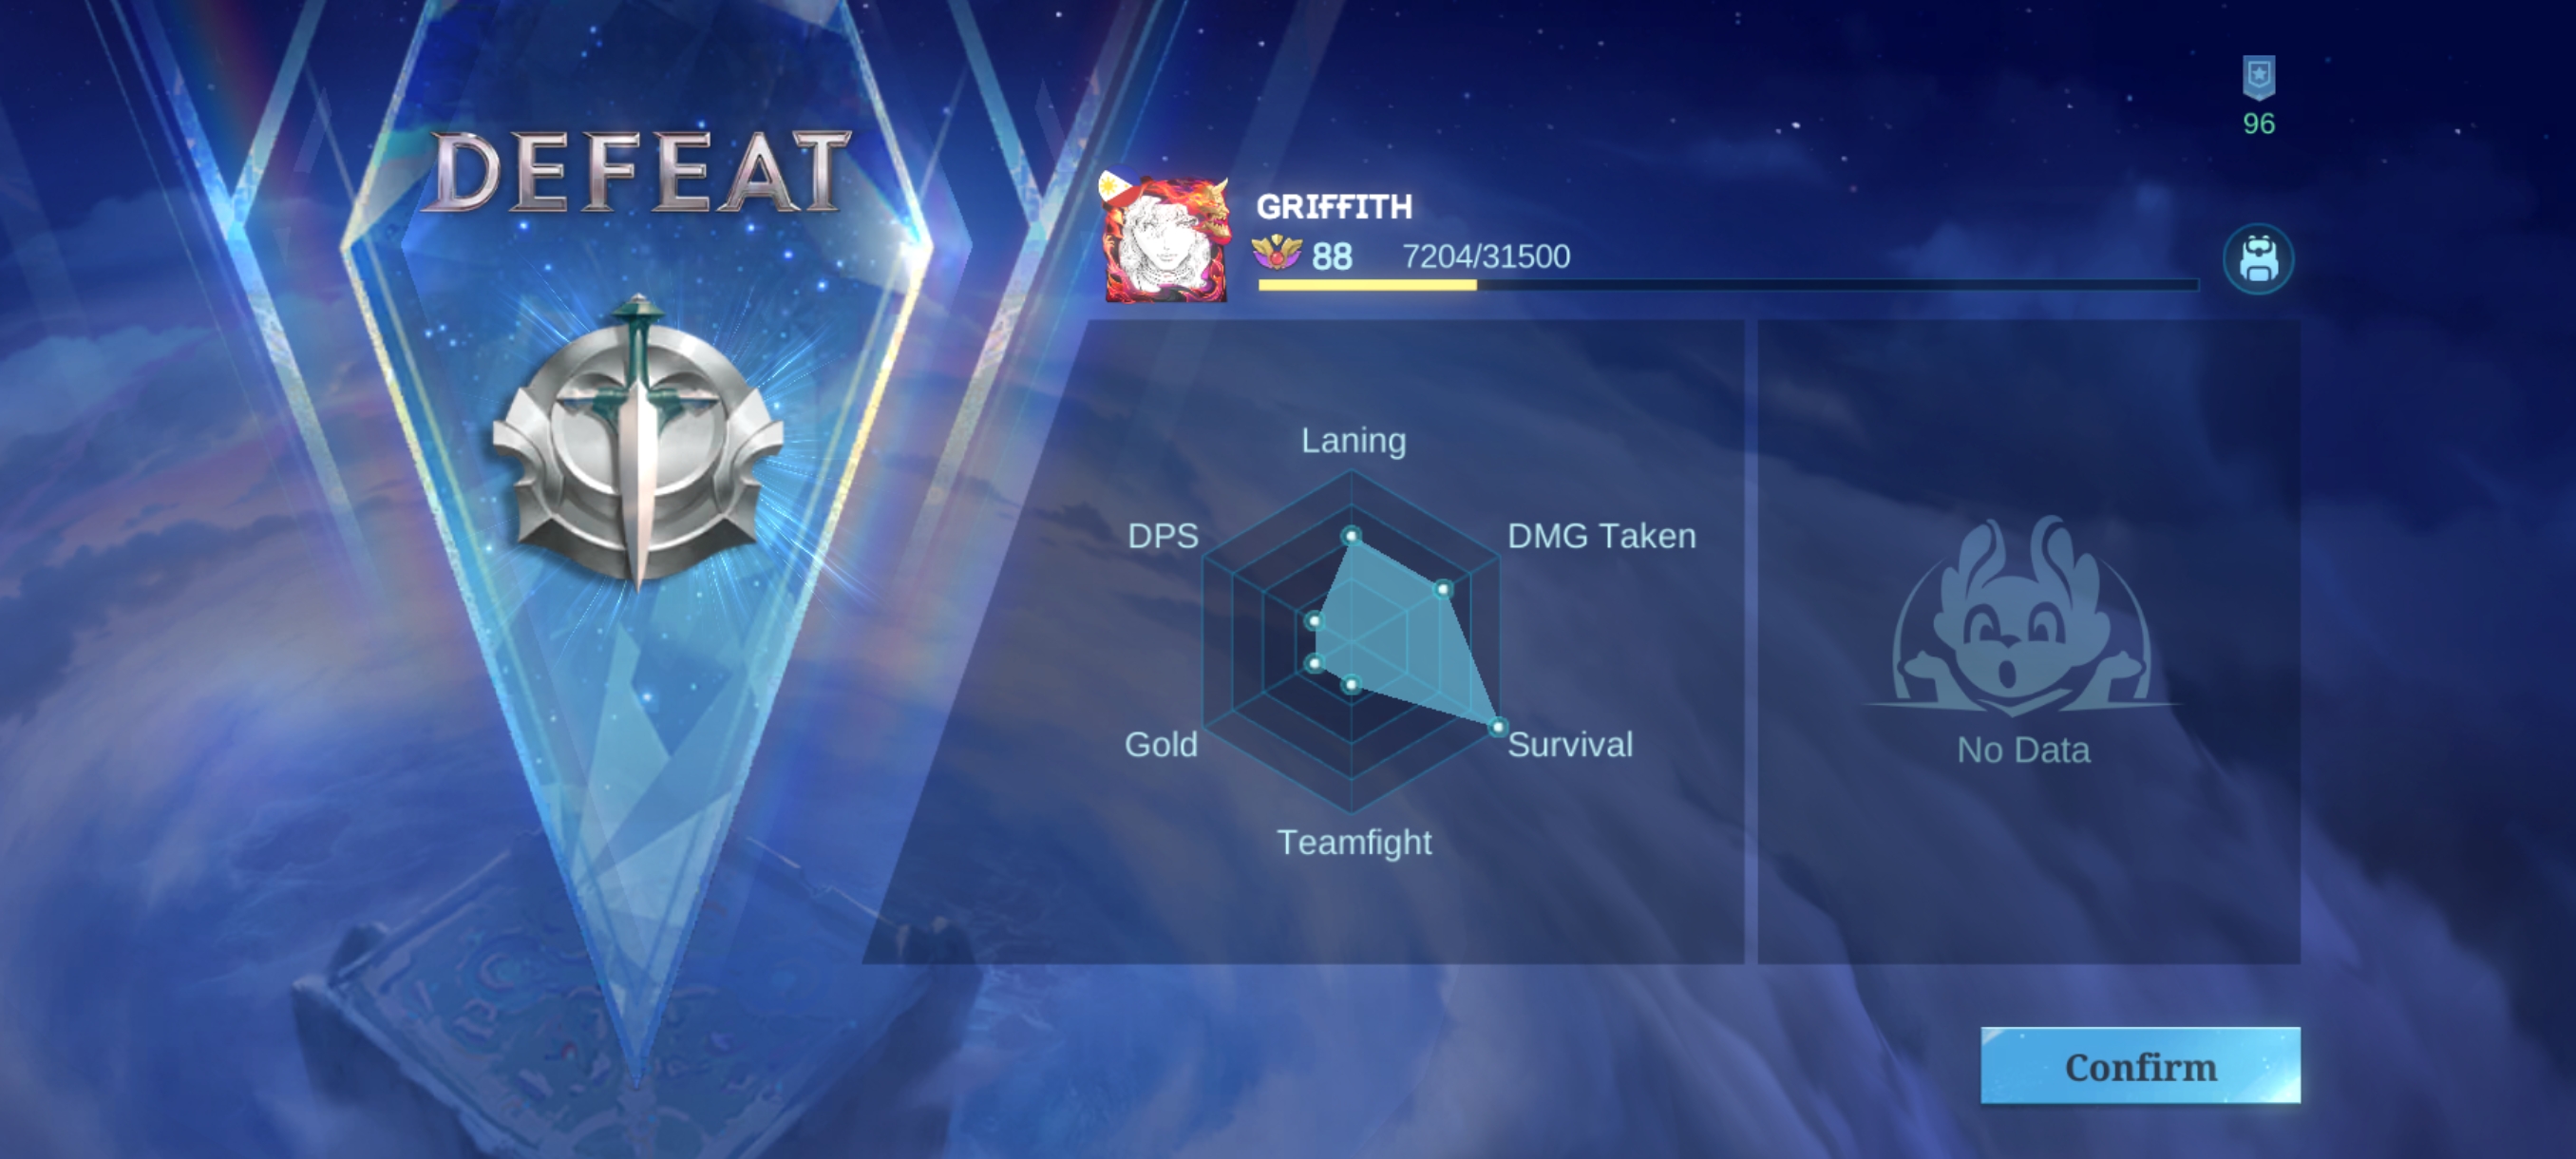 DEFEAT
96
GRIFFITH
88 7204/31500
Laning
DPS
DMG Taken
Gold
Survival
Teamfight
No Data
Confirm